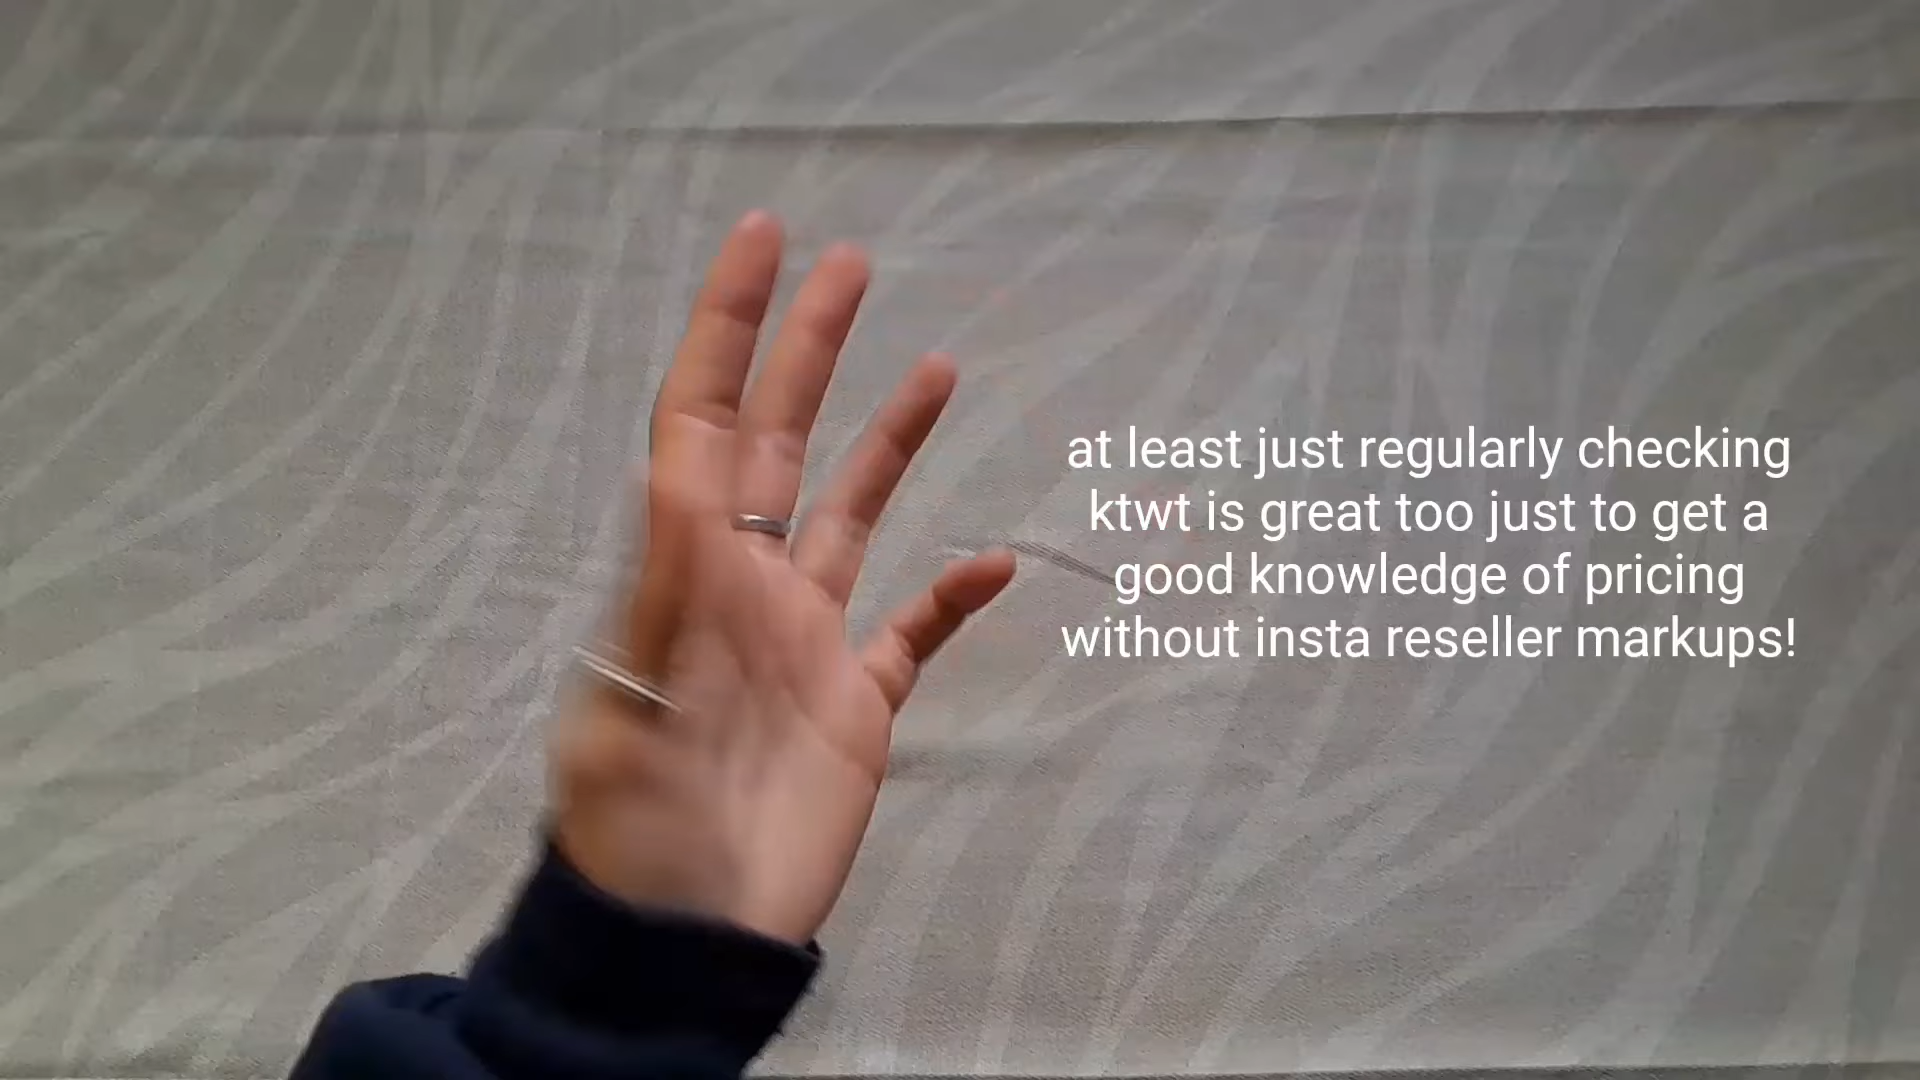 at least just regularly checking
ktwt is great too just to get a
good knowledge of pricing
without insta reseller markups!